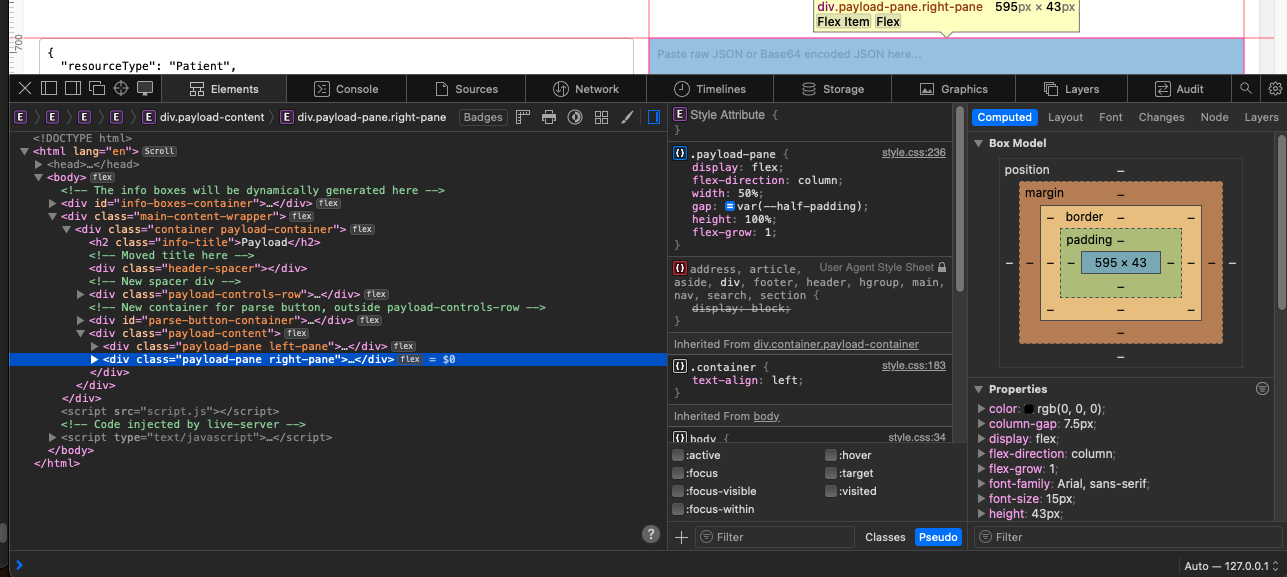 div.payload-pane.right-pane 595px × 43px
Flex Item Flex
700
{
"resourceType": "Patient",
Paste raw JSON or Base64 encoded JSON here...
Elements Console Sources Network Timelines Storage Graphics Layers Audit
E E E E E div.payload-content E div.payload-pane.right-pane Badges
<!DOCTYPE html>
<html lang="en"> Scroll
<head>…</head>
<body> flex
<!-- The info boxes will be dynamically generated here -->
<div id="info-boxes-container">…</div> flex
<div class="main-content-wrapper"> flex
<div class="container payload-container"> flex
<h2 class="info-title">Payload</h2>
<!-- Moved title here -->
<div class="header-spacer"></div>
<!-- New spacer div -->
<div class="payload-controls-row">…</div> flex
<!-- New container for parse button, outside payload-controls-row -->
<div id="parse-button-container">…</div> flex
<div class="payload-content"> flex
<div class="payload-pane left-pane">…</div> flex
<div class="payload-pane right-pane">…</div> flex = $0
</div>
</div>
</div>
<script src="script.js"></script>
<!-- Code injected by live-server -->
<script type="text/javascript">…</script>
</body>
</html>
?
E Style Attribute {
}
{} .payload-pane { style.css:236
display: flex;
flex-direction: column;
width: 50%;
gap: = var(--half-padding);
height: 100%;
flex-grow: 1;
}
{} address, article, User Agent Style Sheet
aside, div, footer, header, hgroup, main,
nav, search, section {
display: block;
}
Inherited From div.container.payload-container
{} .container { style.css:183
text-align: left;
}
Inherited From body
{} body { style.css:34
:active :hover
:focus :target
:focus-visible :visited
:focus-within
+ Filter Classes Pseudo
Computed Layout Font Changes Node Layers
Box Model
position –
margin –
– border – –
padding –
– – – 595 × 43 – – –
–
–
–
–
Properties
color: rgb(0, 0, 0);
column-gap: 7.5px;
display: flex;
flex-direction: column;
flex-grow: 1;
font-family: Arial, sans-serif;
font-size: 15px;
height: 43px;
Filter
Auto — 127.0.0.1